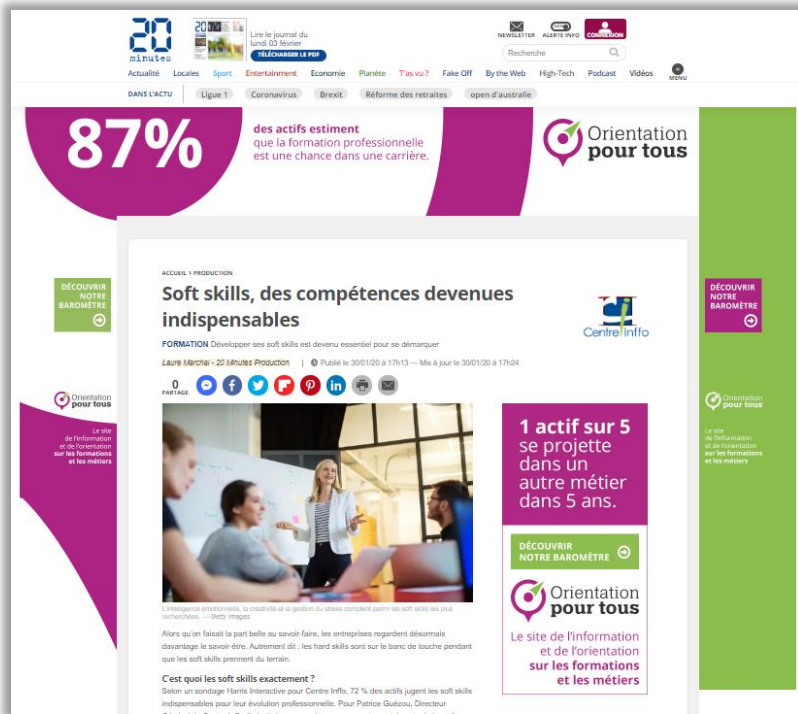 20 minutes
Lire le journal du
lundi 03 février
TÉLÉCHARGER LE PDF
NEWSLETTER ALERTE INFO CONNEXION
Recherche
Actualité Locales Sport Entertainment Economie Planète T'as vu ? Fake Off By the Web High-Tech Podcast Vidéos MENU
DANS L'ACTU Ligue 1 Coronavirus Brexit Réforme des retraites open d'australie
87%
des actifs estiment
que la formation professionnelle
est une chance dans une carrière.
Orientation
pour tous
DÉCOUVRIR
NOTRE
BAROMÈTRE
Orientation
pour tous
Le site
de l'information
et de l'orientation
sur les formations
et les métiers
ACCUEIL > PRODUCTION
Soft skills, des compétences devenues
indispensables
Centre Inffo
FORMATION Développer ses soft skills est devenu essentiel pour se démarquer
Laure Marchal - 20 Minutes Production | Publié le 30/01/20 à 17h13 — Mis à jour le 30/01/20 à 17h24
0
PARTAGE
L'intelligence émotionnelle, la créativité et la gestion du stress comptent parmi les soft skills les plus
recherchées. — Getty Images
Alors qu'on faisait la part belle au savoir-faire, les entreprises regardent désormais
davantage le savoir-être. Autrement dit : les hard skills sont sur le banc de touche pendant
que les soft skills prennent du terrain.
C'est quoi les soft skills exactement ?
Selon un sondage Harris Interactive pour Centre Inffo, 72 % des actifs jugent les soft skills
indispensables pour leur évolution professionnelle. Pour Patrice Guézou, Directeur
1 actif sur 5
se projette
dans un
autre métier
dans 5 ans.
DÉCOUVRIR
NOTRE BAROMÈTRE
Orientation
pour tous
Le site de l'information
et de l'orientation
sur les formations
et les métiers
DÉCOUVRIR
NOTRE
BAROMÈTRE
Orientation
pour tous
Le site
de l'information
et de l'orientation
sur les formations
et les métiers